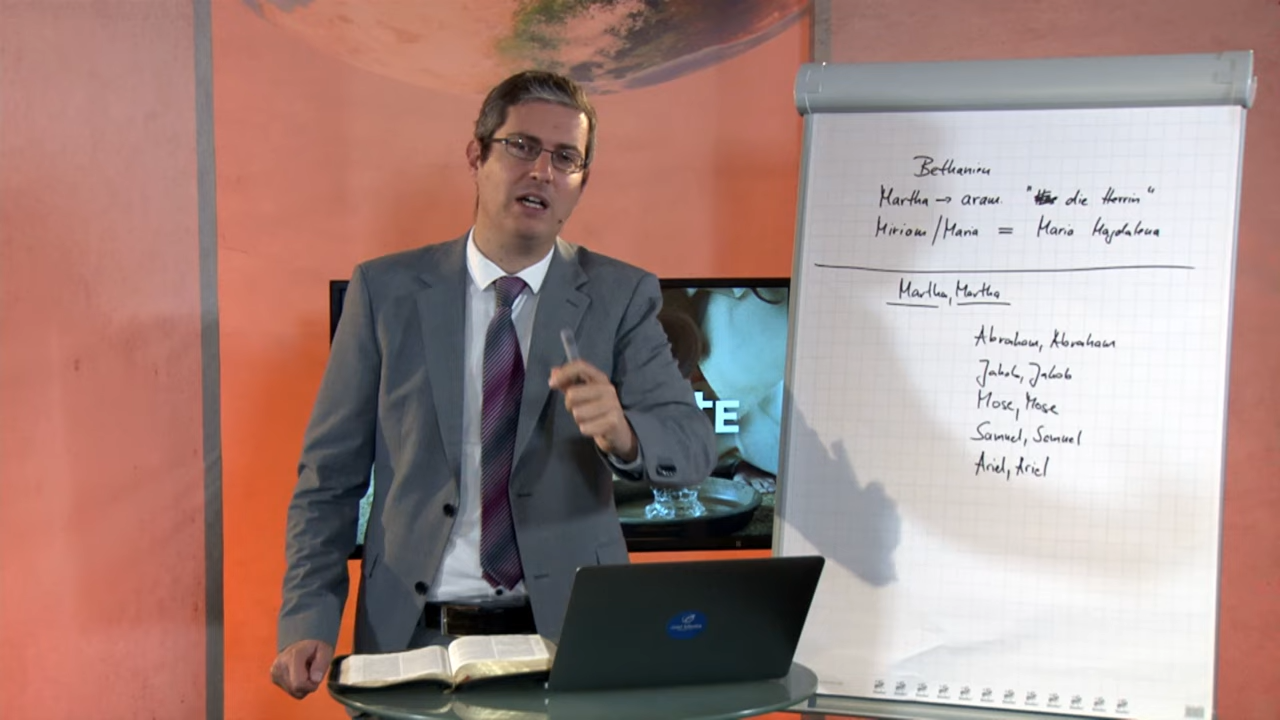 Bethanien
Martha → aram. "die Herrin"
Miriam/Maria = Maria Magdalena
Martha, Martha
Abraham, Abraham
Jakob, Jakob
Mose, Mose
Samuel, Samuel
Ariel, Ariel
tE